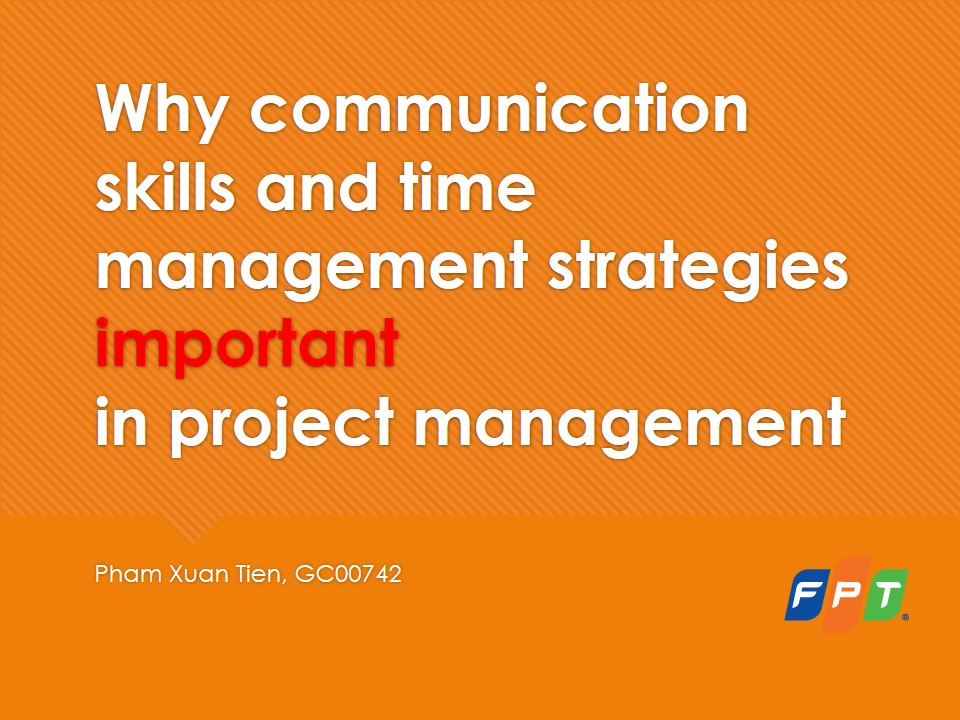 Why communication
skills and time
management strategies
important
in project management
Pham Xuan Tien, GC00742
FPT®